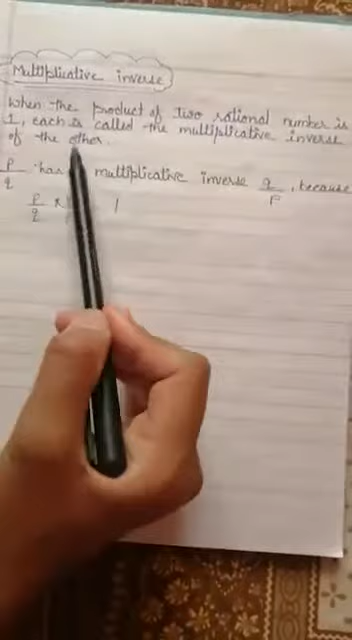 Multiplicative inverse
When the product of two rational number is
1, each is called the multiplicative inverse
of the other.
p/q has multiplicative inverse q/p, because
p/q × 1